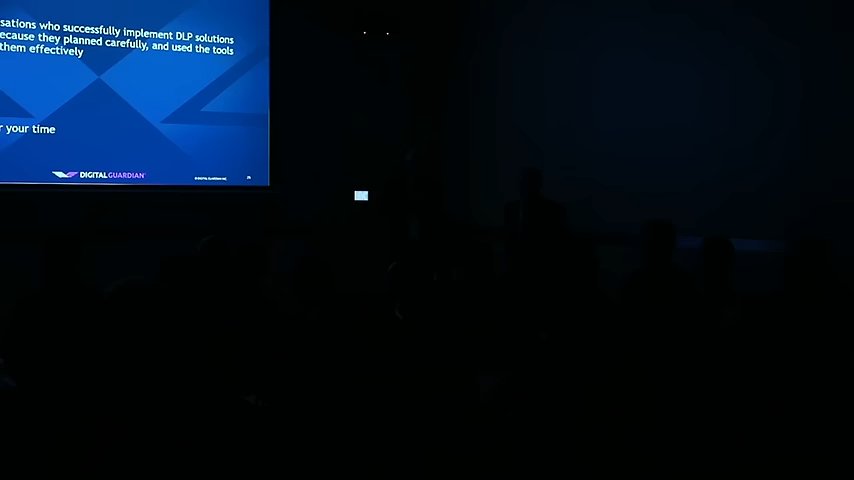 sations who successfully implement DLP solutions
ecause they planned carefully, and used the tools
them effectively
r your time
DIGITALGUARDIAN